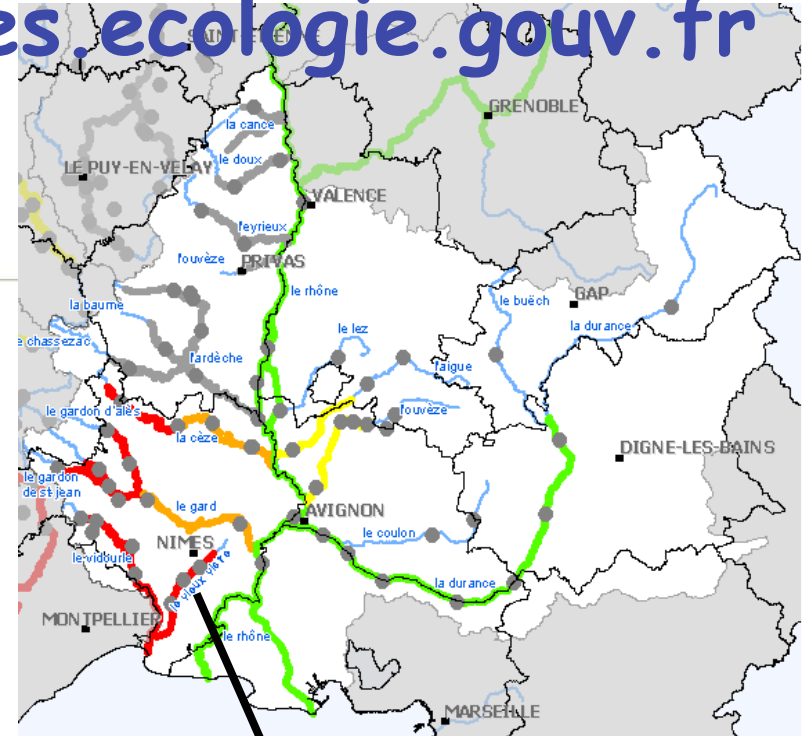 es.ecologie.gouv.fr
SAINT-ETIENNE
GRENOBLE
la cance
LE PUY-EN-VELAY
le doux
VALENCE
l'eyrieux
l'ouvèze
PRIVAS
le rhône
la baume
le buëch
GAP
la durance
le chassezac
l'ardèche
le lez
l'aigue
l'ouvèze
le gardon d'alès
la cèze
DIGNE-LES-BAINS
le gardon
de st jean
le gard
AVIGNON
le coulon
NIMES
le vidourle
le vieux vistre
la durance
MONTPELLIER
le rhône
MARSEILLE